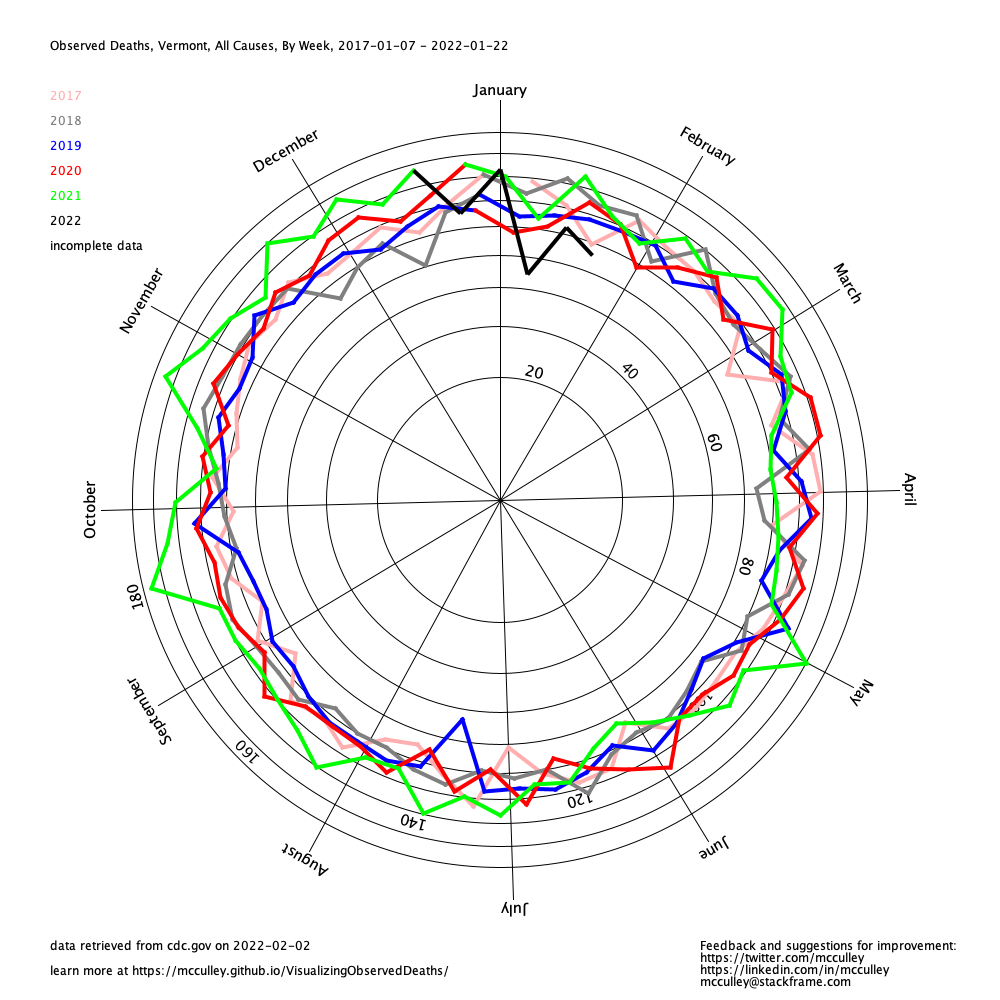 Observed Deaths, Vermont, All Causes, By Week, 2017-01-07 - 2022-01-22
January
2017
2018
2019
2020
2021
2022
incomplete data
December
February
November
March
20
40
60
October
April
80
180
May
September
160
140
120
June
August
July
data retrieved from cdc.gov on 2022-02-02
learn more at https://mcculley.github.io/VisualizingObservedDeaths/
Feedback and suggestions for improvement:
https://twitter.com/mcculley
https://linkedin.com/in/mcculley
mcculley@stackframe.com